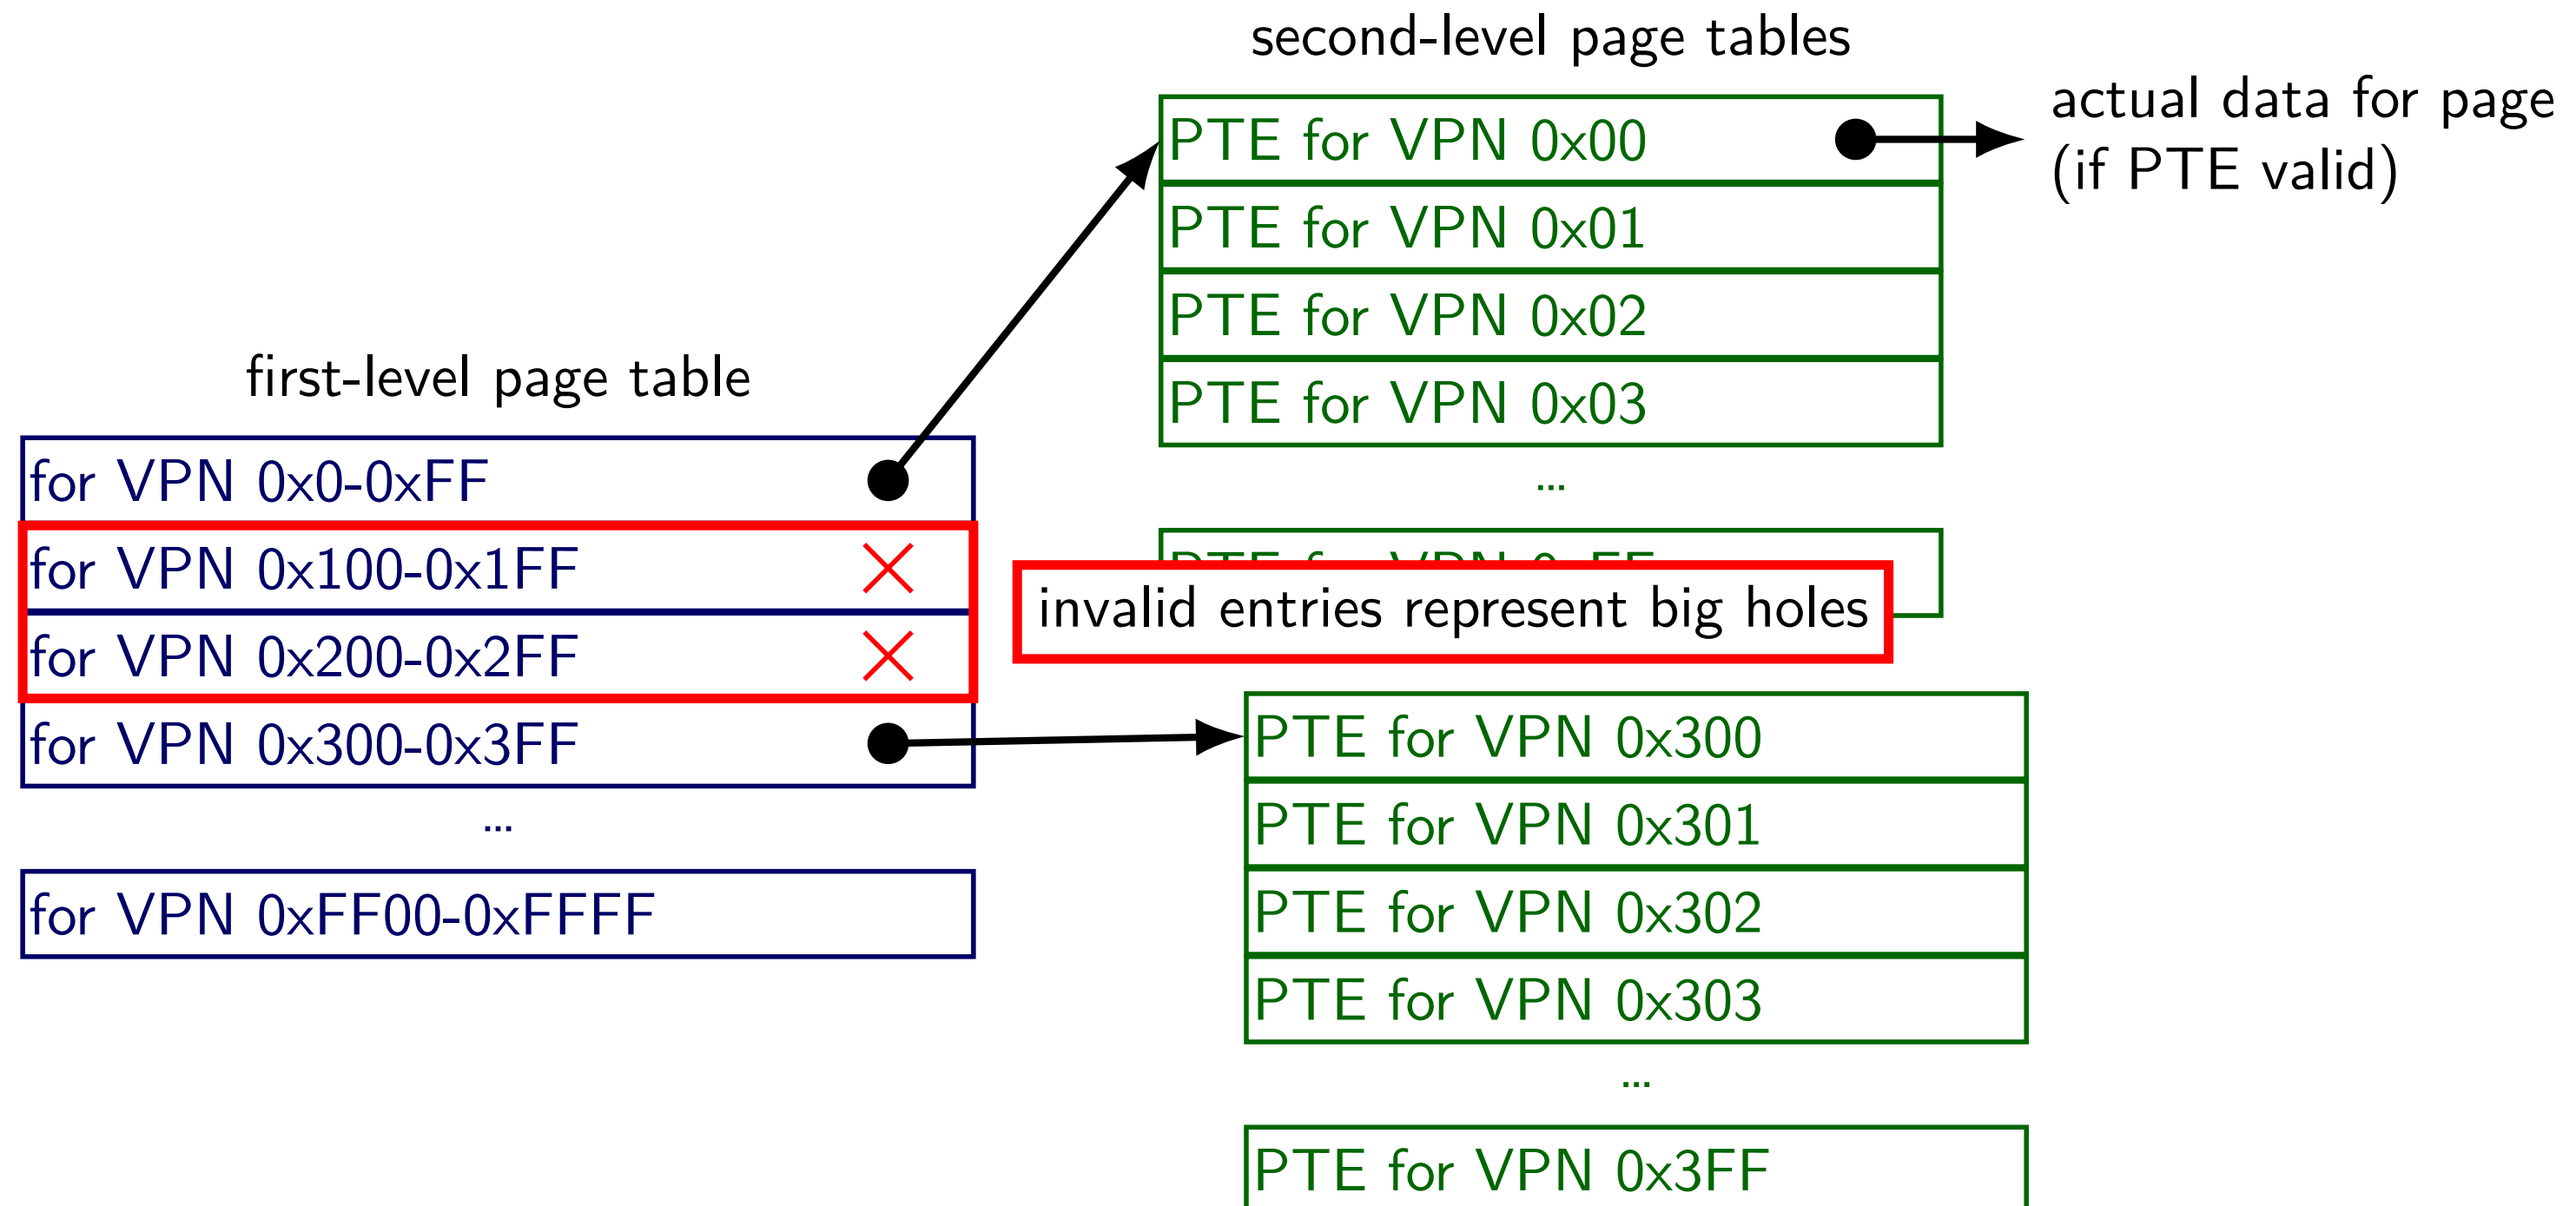 second-level page tables
actual data for page
(if PTE valid)
PTE for VPN 0x00
PTE for VPN 0x01
PTE for VPN 0x02
PTE for VPN 0x03
...
first-level page table
for VPN 0x0-0xFF
for VPN 0x100-0x1FF
for VPN 0x200-0x2FF
for VPN 0x300-0x3FF
...
for VPN 0xFF00-0xFFFF
invalid entries represent big holes
PTE for VPN 0x300
PTE for VPN 0x301
PTE for VPN 0x302
PTE for VPN 0x303
...
PTE for VPN 0x3FF